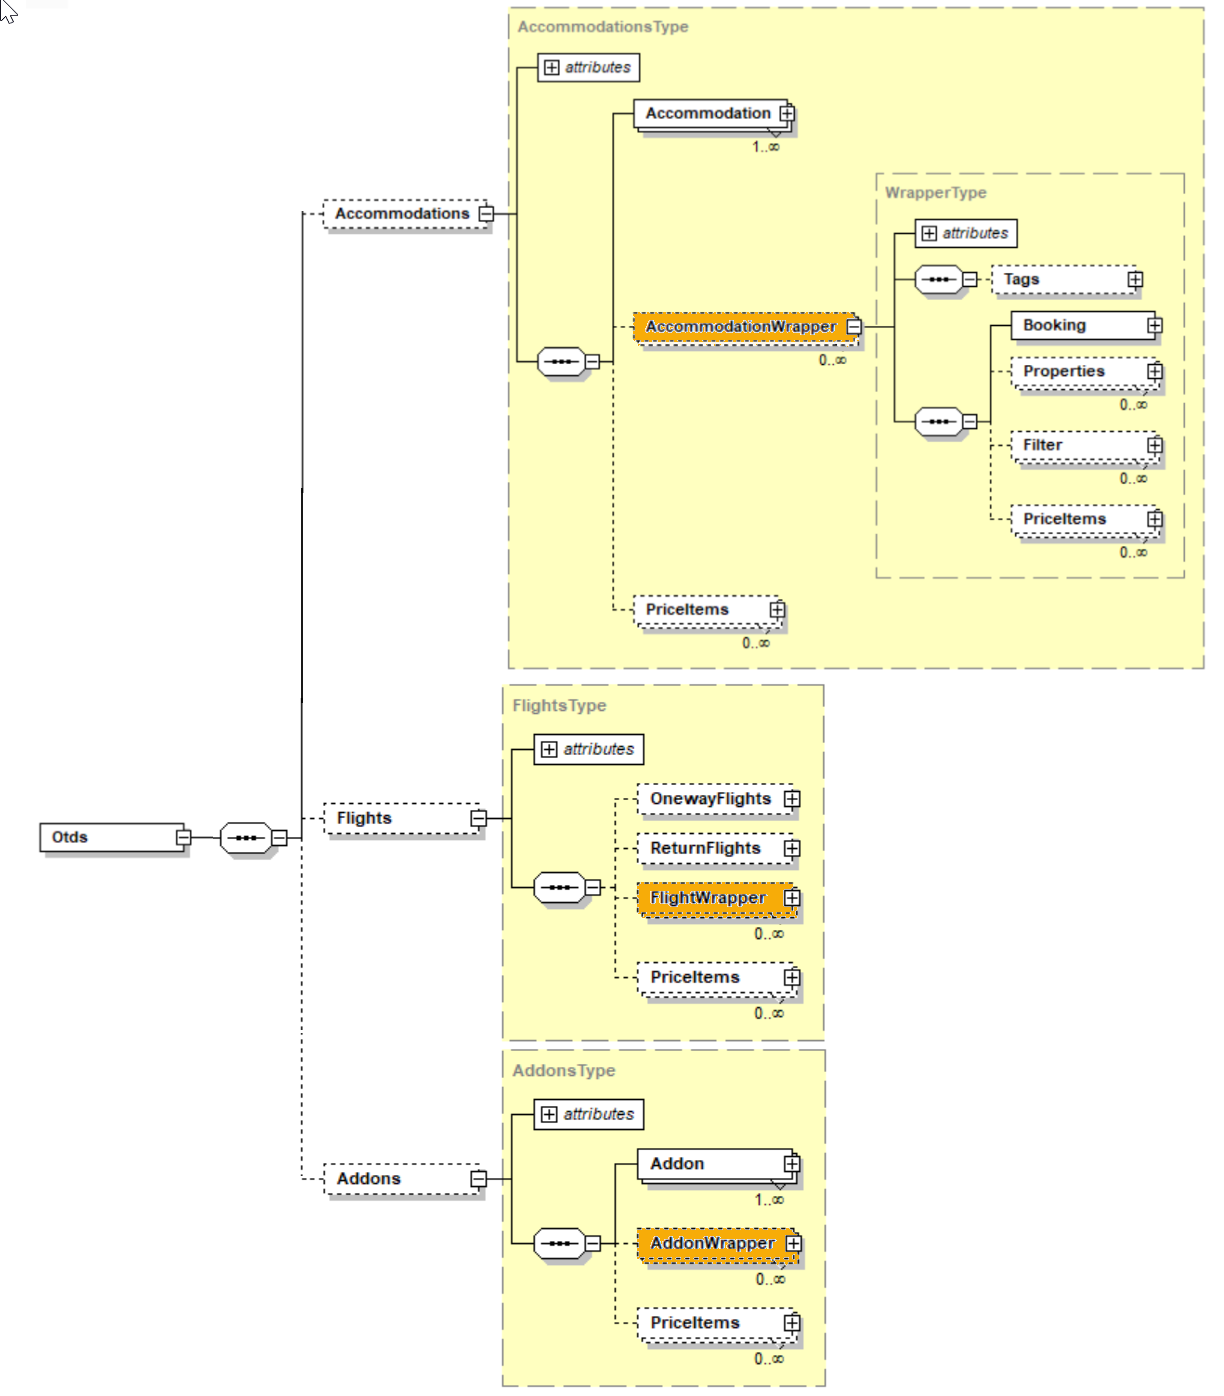 AccommodationsType
attributes
Accommodation
1..∞
WrapperType
Accommodations
attributes
Tags
AccommodationWrapper
0..∞
Booking
Properties
0..∞
Filter
0..∞
PriceItems
0..∞
PriceItems
0..∞
FlightsType
attributes
OnewayFlights
Otds
Flights
ReturnFlights
FlightWrapper
0..∞
PriceItems
0..∞
AddonsType
attributes
Addon
1..∞
Addons
AddonWrapper
0..∞
PriceItems
0..∞